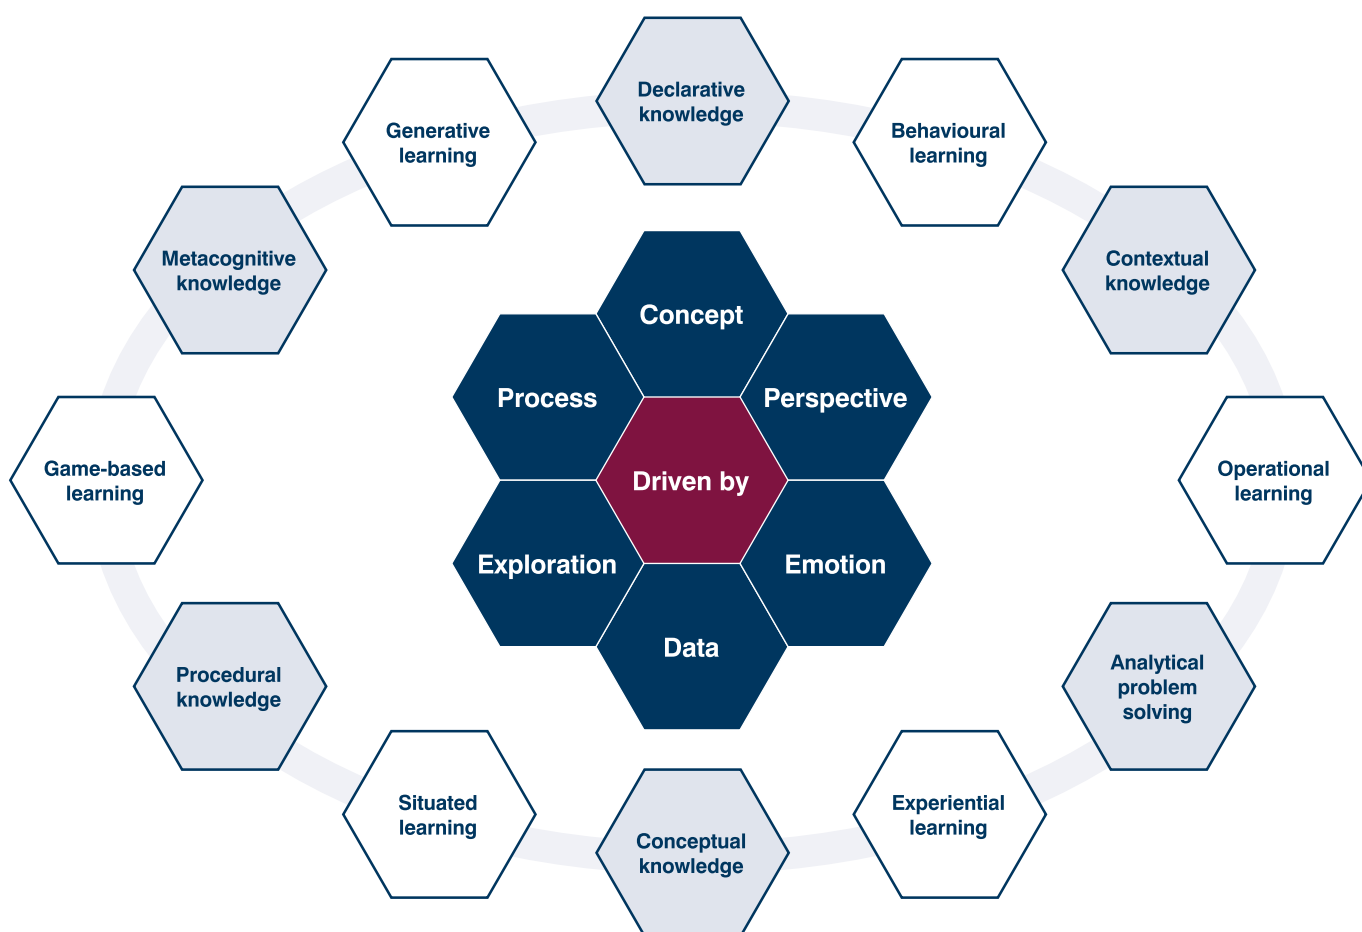 Declarative
knowledge
Generative
learning
Behavioural
learning
Metacognitive
knowledge
Contextual
knowledge
Concept
Process
Perspective
Game-based
learning
Driven by
Operational
learning
Exploration
Emotion
Data
Procedural
knowledge
Analytical
problem
solving
Situated
learning
Experiential
learning
Conceptual
knowledge